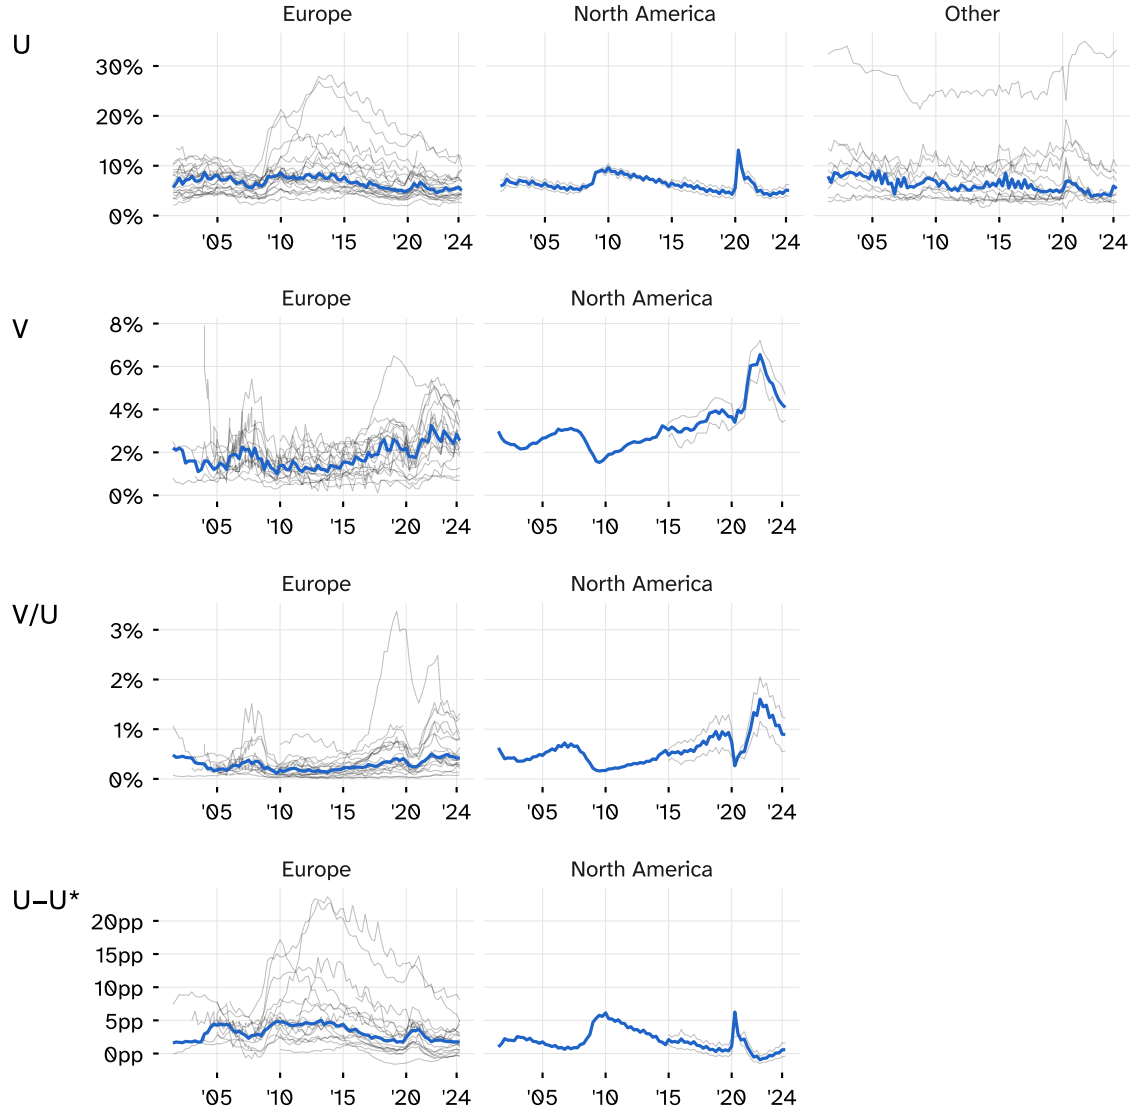 Europe North America Other
U
30%
20%
10%
0%
'05 '10 '15 '20 '24 '05 '10 '15 '20 '24 '05 '10 '15 '20 '24
Europe North America
V
8%
6%
4%
2%
0%
'05 '10 '15 '20 '24 '05 '10 '15 '20 '24
Europe North America
V/U
3%
2%
1%
0%
'05 '10 '15 '20 '24 '05 '10 '15 '20 '24
Europe North America
U–U*
20pp
15pp
10pp
5pp
0pp
'05 '10 '15 '20 '24 '05 '10 '15 '20 '24